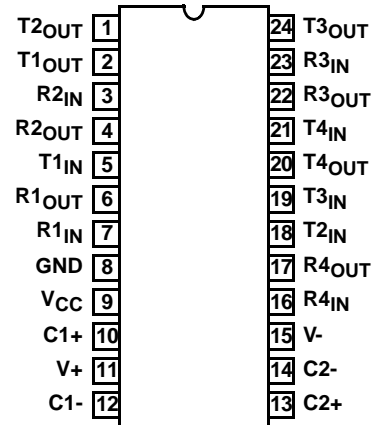 T2OUT 1 24 T3OUT
T1OUT 2 23 R3IN
R2IN 3 22 R3OUT
R2OUT 4 21 T4IN
T1IN 5 20 T4OUT
R1OUT 6 19 T3IN
R1IN 7 18 T2IN
GND 8 17 R4OUT
VCC 9 16 R4IN
C1+ 10 15 V-
V+ 11 14 C2-
C1- 12 13 C2+